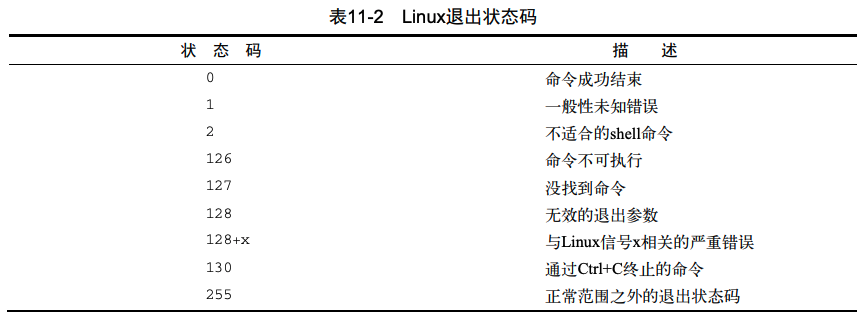 表11-2 Linux退出状态码
状 态 码 描 述
0 命令成功结束
1 一般性未知错误
2 不适合的shell命令
126 命令不可执行
127 没找到命令
128 无效的退出参数
128+x 与Linux信号x相关的严重错误
130 通过Ctrl+C终止的命令
255 正常范围之外的退出状态码